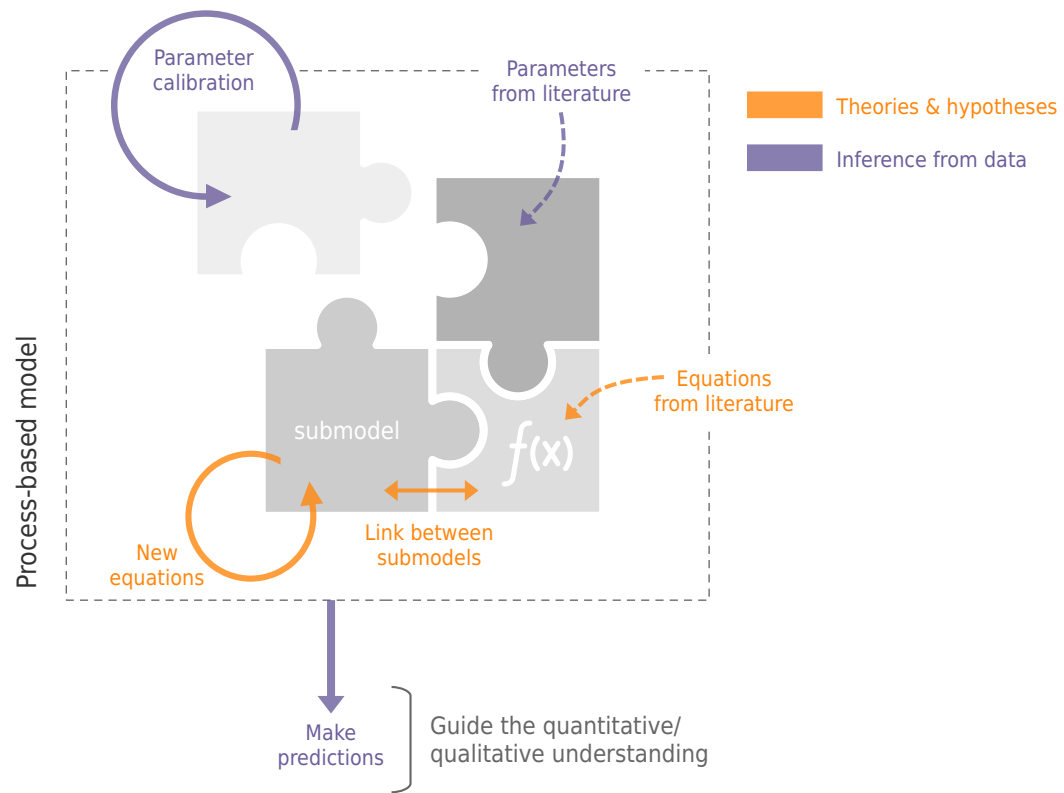 Parameter
calibration
Parameters
from literature
Theories & hypotheses
Inference from data
Process-based model
Equations
from literature
submodel
f(x)
Link between
submodels
New
equations
Make
predictions
Guide the quantitative/
qualitative understanding